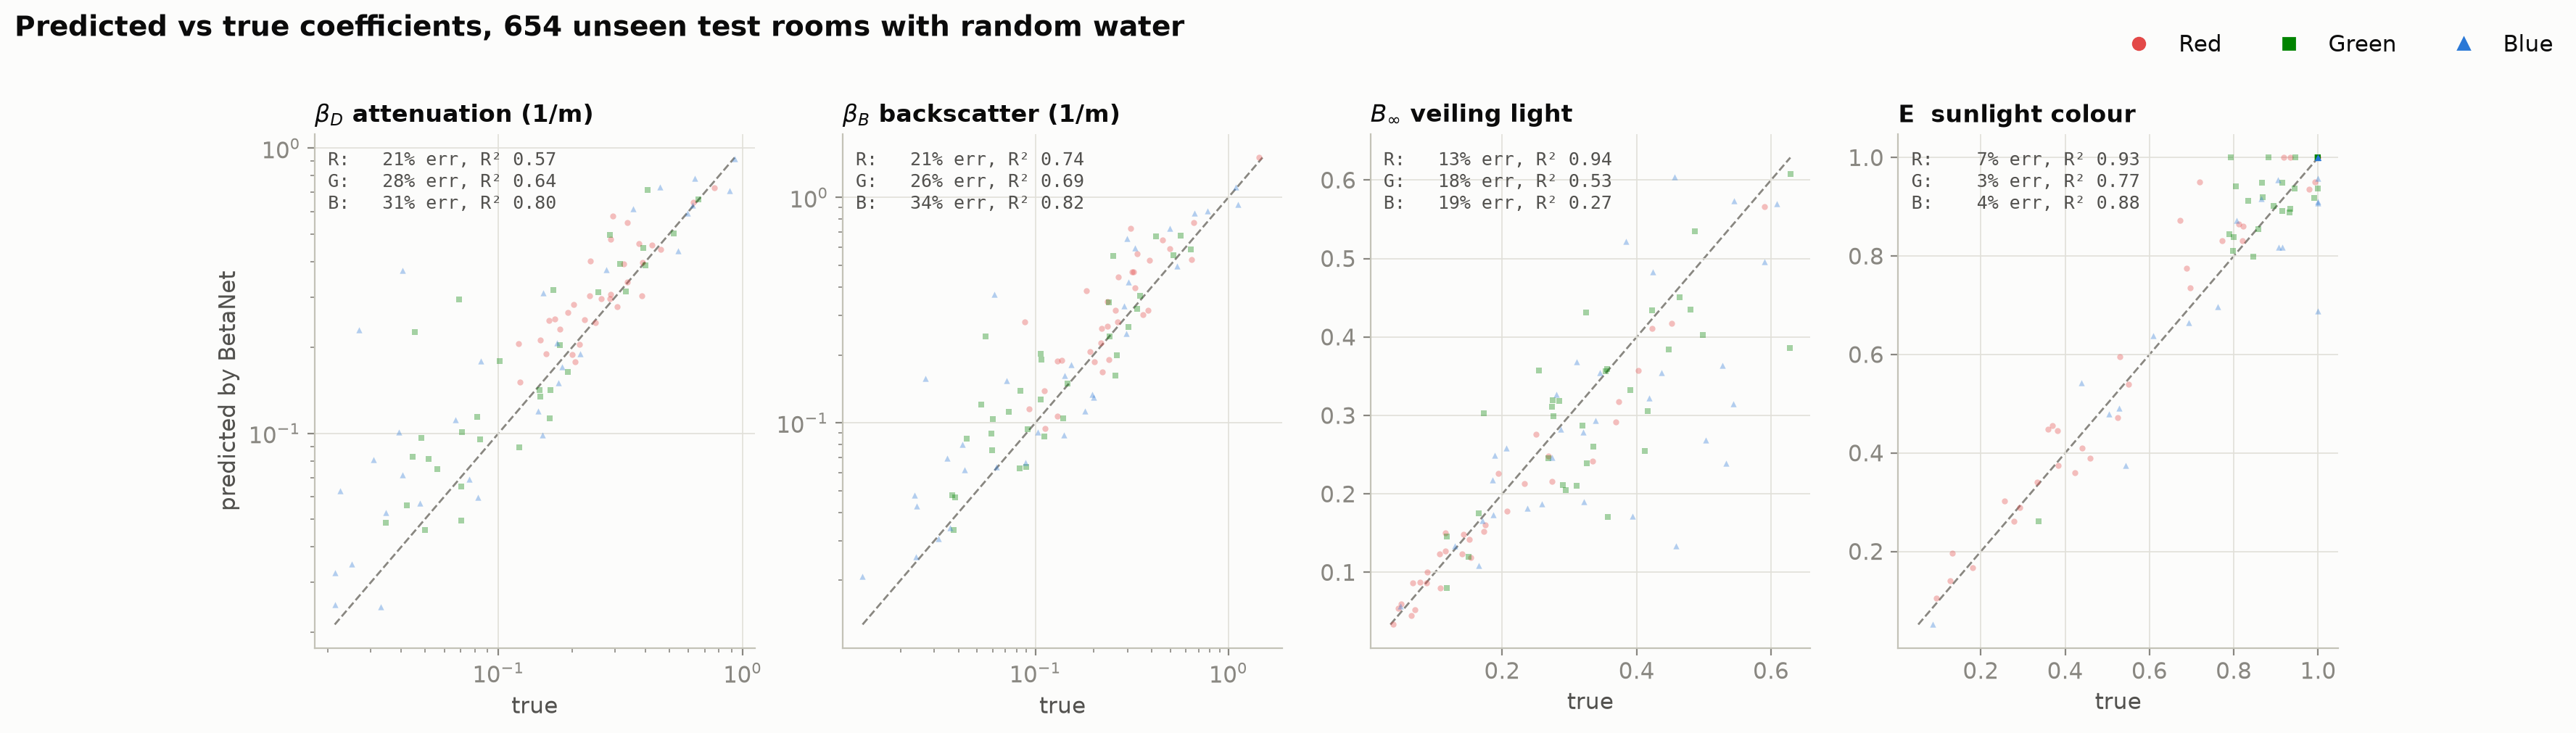 Predicted vs true coefficients, 654 unseen test rooms with random water
Red
Green
Blue
β_D attenuation (1/m)
R: 21% err, R² 0.57
G: 28% err, R² 0.64
B: 31% err, R² 0.80
10⁰
10⁻¹
predicted by BetaNet
10⁻¹ 10⁰
true
β_B backscatter (1/m)
R: 21% err, R² 0.74
G: 26% err, R² 0.69
B: 34% err, R² 0.82
10⁰
10⁻¹
10⁻¹ 10⁰
true
B_∞ veiling light
R: 13% err, R² 0.94
G: 18% err, R² 0.53
B: 19% err, R² 0.27
0.6
0.5
0.4
0.3
0.2
0.1
0.2 0.4 0.6
true
E sunlight colour
R: 7% err, R² 0.93
G: 3% err, R² 0.77
B: 4% err, R² 0.88
1.0
0.8
0.6
0.4
0.2
0.2 0.4 0.6 0.8 1.0
true